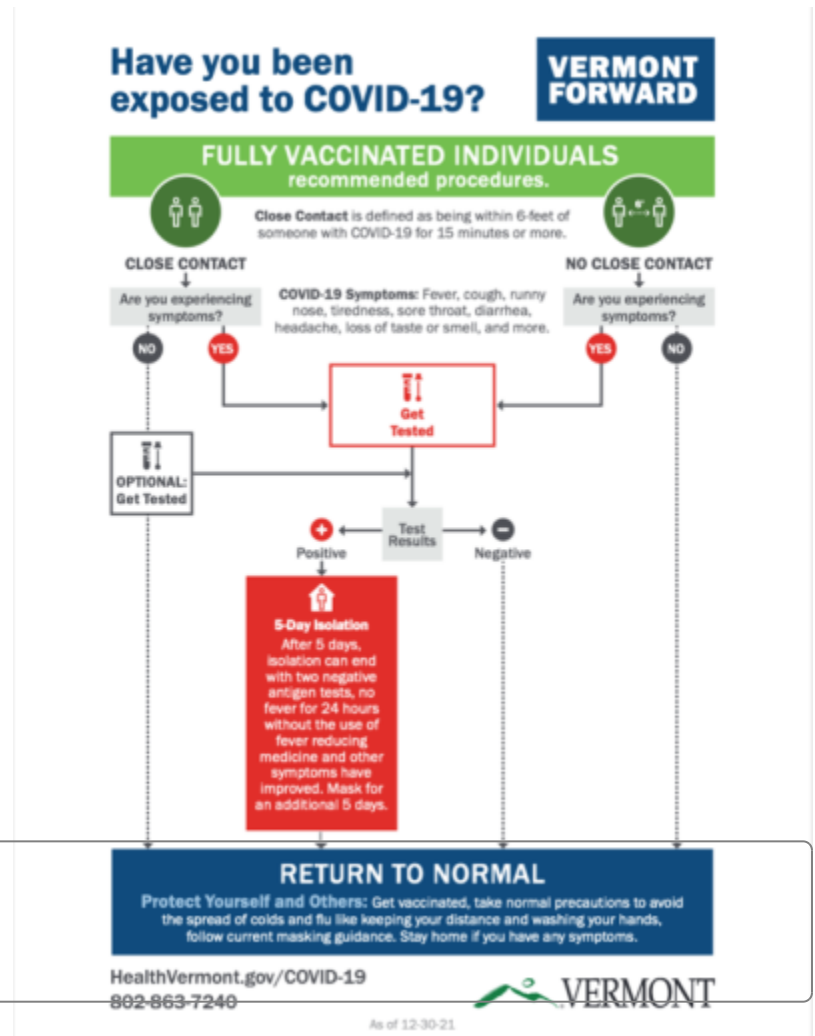 Have you been
exposed to COVID-19?
VERMONT
FORWARD
FULLY VACCINATED INDIVIDUALS
recommended procedures.
6'
Close Contact is defined as being within 6-feet of
someone with COVID-19 for 15 minutes or more.
CLOSE CONTACT
NO CLOSE CONTACT
Are you experiencing
symptoms?
COVID-19 Symptoms: Fever, cough, runny
nose, tiredness, sore throat, diarrhea,
headache, loss of taste or smell, and more.
Are you experiencing
symptoms?
NO
YES
YES
NO
Get
Tested
OPTIONAL:
Get Tested
Test
Results
Positive
Negative
5-Day Isolation
After 5 days,
isolation can end
with two negative
antigen tests, no
fever for 24 hours
without the use of
fever reducing
medicine and other
symptoms have
improved. Mask for
an additional 5 days.
RETURN TO NORMAL
Protect Yourself and Others: Get vaccinated, take normal precautions to avoid
the spread of colds and flu like keeping your distance and washing your hands,
follow current masking guidance. Stay home if you have any symptoms.
HealthVermont.gov/COVID-19
802-863-7240
VERMONT
As of 12-30-21